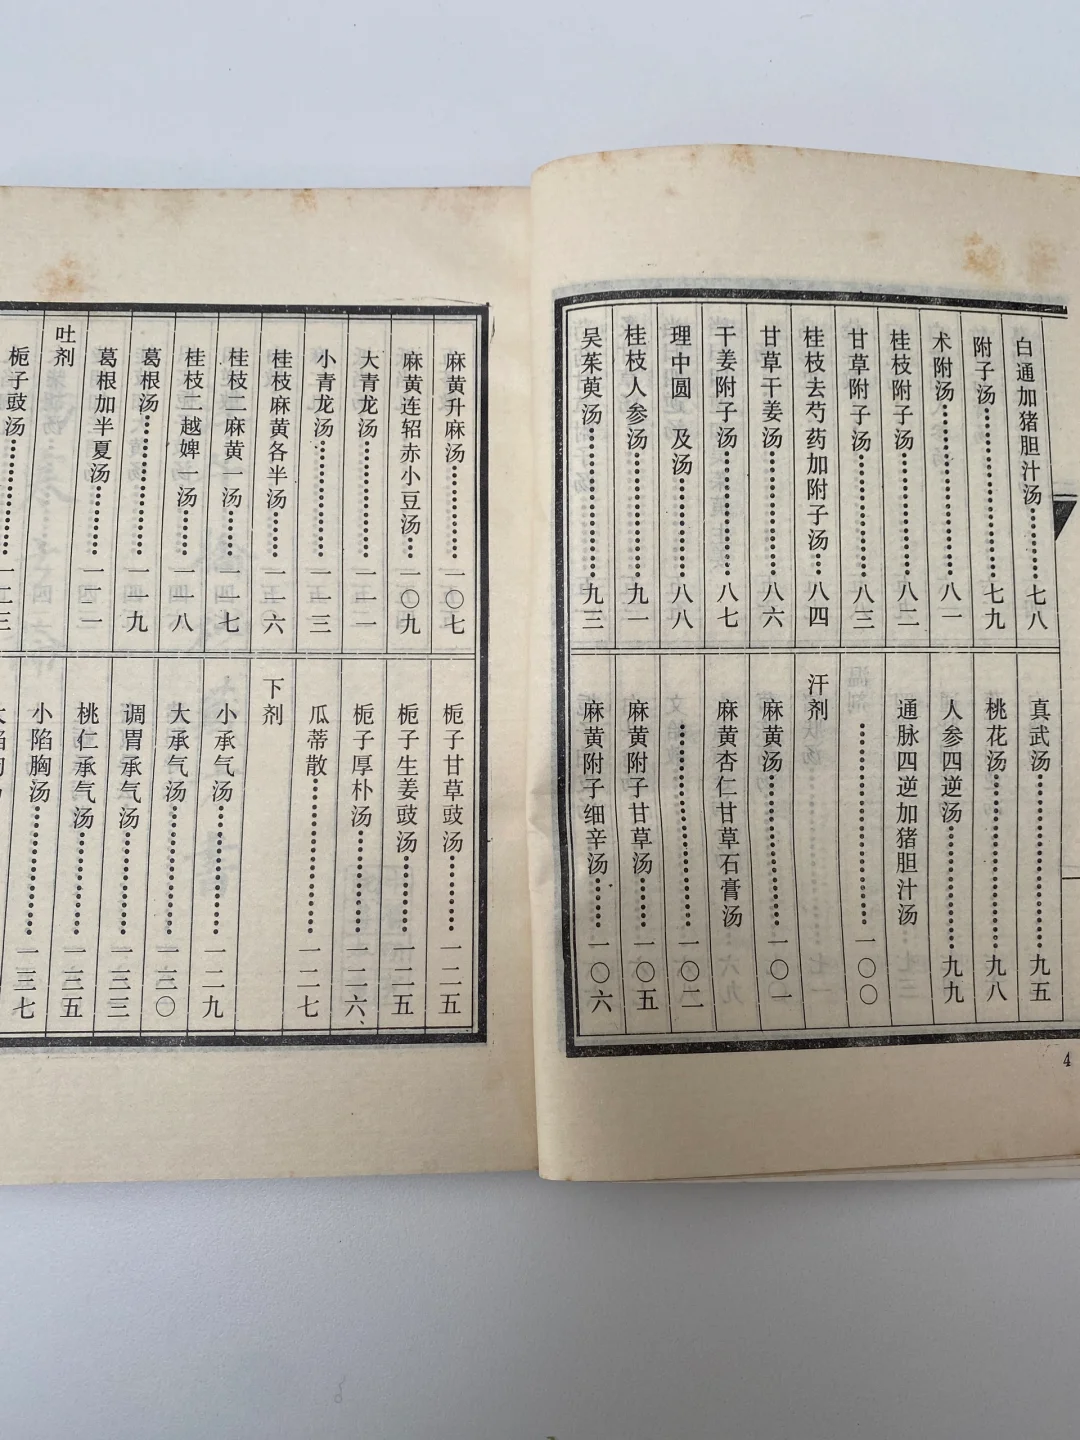 白通加猪胆汁汤……七八
附子汤……七九
术附汤……八一
桂枝附子汤……八二
甘草附子汤……八三
桂枝去芍药加附子汤…八四
甘草干姜汤……八六
干姜附子汤……八七
理中圆 及汤……八八
桂枝人参汤……九一
吴茱萸汤……九三
真武汤……九五
桃花汤……九八
人参四逆汤……九九
通脉四逆加猪胆汁汤
……一〇〇
汗剂
麻黄汤……一〇一
麻黄杏仁甘草石膏汤
……一〇二
麻黄附子甘草汤……一〇五
麻黄附子细辛汤……一〇六
4
麻黄升麻汤……一〇七
麻黄连轺赤小豆汤…一〇九
大青龙汤……一一一
小青龙汤……一一三
桂枝麻黄各半汤……一一六
桂枝二麻黄一汤……一一七
桂枝二越婢一汤……一一八
葛根汤……一一九
葛根加半夏汤……一二一
吐剂
栀子豉汤……一二三
栀子甘草豉汤……一二五
栀子生姜豉汤……一二五
栀子厚朴汤……一二六
瓜蒂散……一二七
下剂
小承气汤……一二九
大承气汤……一三〇
调胃承气汤……一三三
桃仁承气汤……一三五
小陷胸汤……一三七